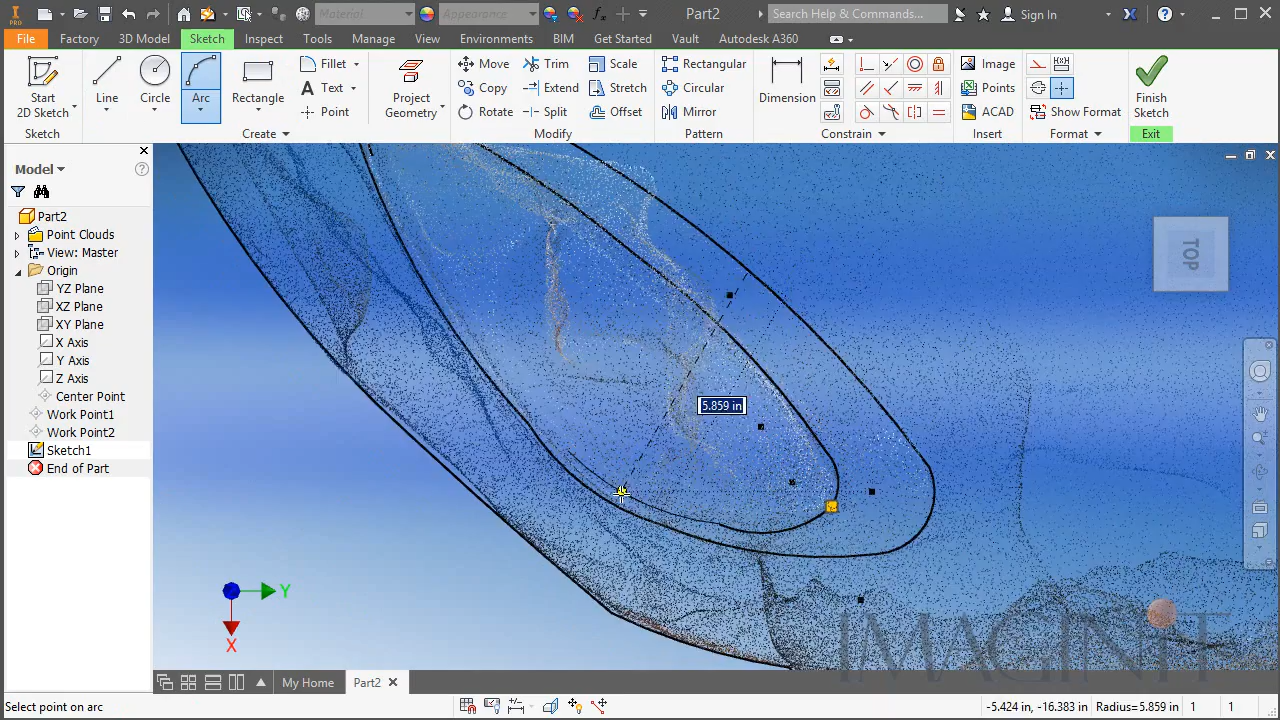 I PRO
Material
Appearance
Part2
Search Help & Commands...
Sign In
File Factory 3D Model Sketch Inspect Tools Manage View Environments BIM Get Started Vault Autodesk A360
Start 2D Sketch
Line
Circle
Arc
Rectangle
Fillet
Text
Point
Project Geometry
Move
Copy
Rotate
Trim
Extend
Split
Scale
Stretch
Offset
Rectangular
Circular
Mirror
Dimension
Image
Points
ACAD
Show Format
Finish Sketch
Sketch Create Modify Pattern Constrain Insert Format Exit
Model
Part2
Point Clouds
View: Master
Origin
YZ Plane
XZ Plane
XY Plane
X Axis
Y Axis
Z Axis
Center Point
Work Point1
Work Point2
Sketch1
End of Part
TOP
5.859 in
Y
X
IMAGINiT
My Home
Part2
Select point on arc
-5.424 in, -16.383 in Radius=5.859 in 1 1